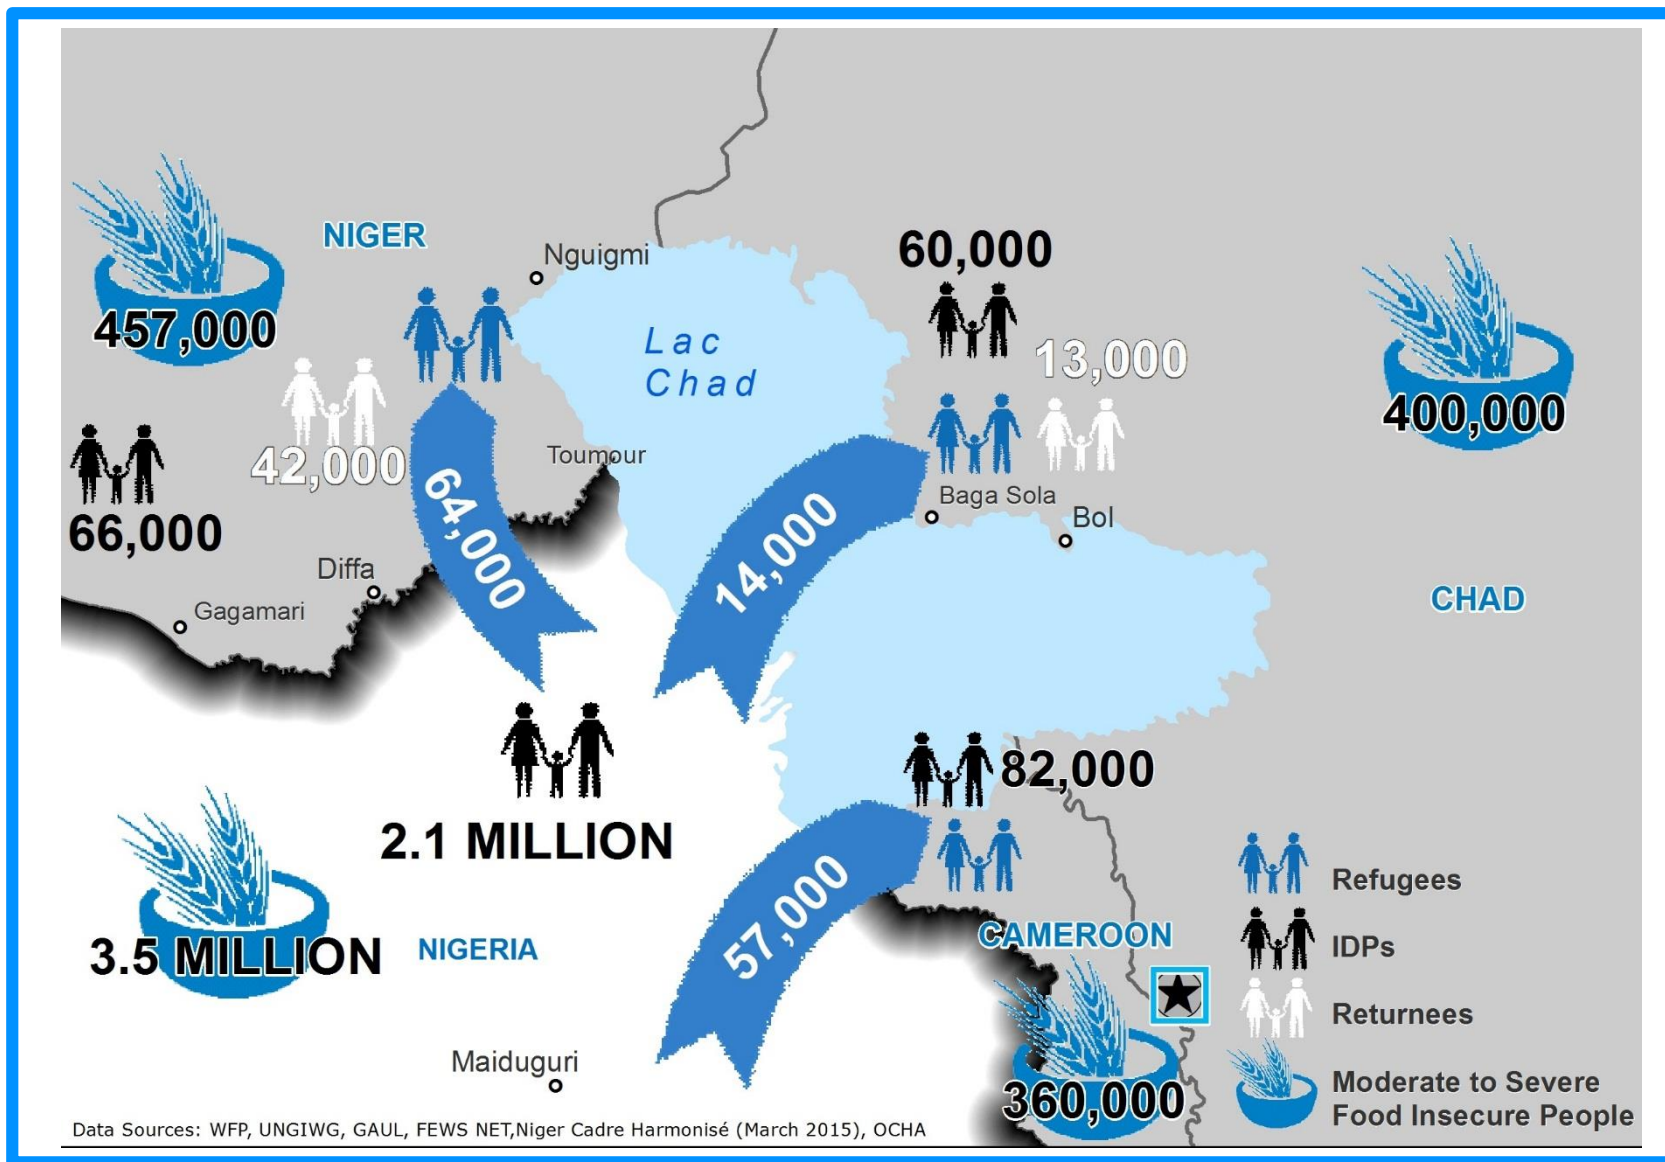 NIGER
Nguigmi
60,000
457,000
Lac
Chad
13,000
400,000
42,000
Toumour
66,000
64,000
14,000
Baga Sola
Bol
Diffa
Gagamari
CHAD
82,000
2.1 MILLION
57,000
Refugees
CAMEROON
IDPs
3.5 MILLION
NIGERIA
Returnees
Maiduguri
360,000
Moderate to Severe
Food Insecure People
Data Sources: WFP, UNGIWG, GAUL, FEWS NET,Niger Cadre Harmonisé (March 2015), OCHA